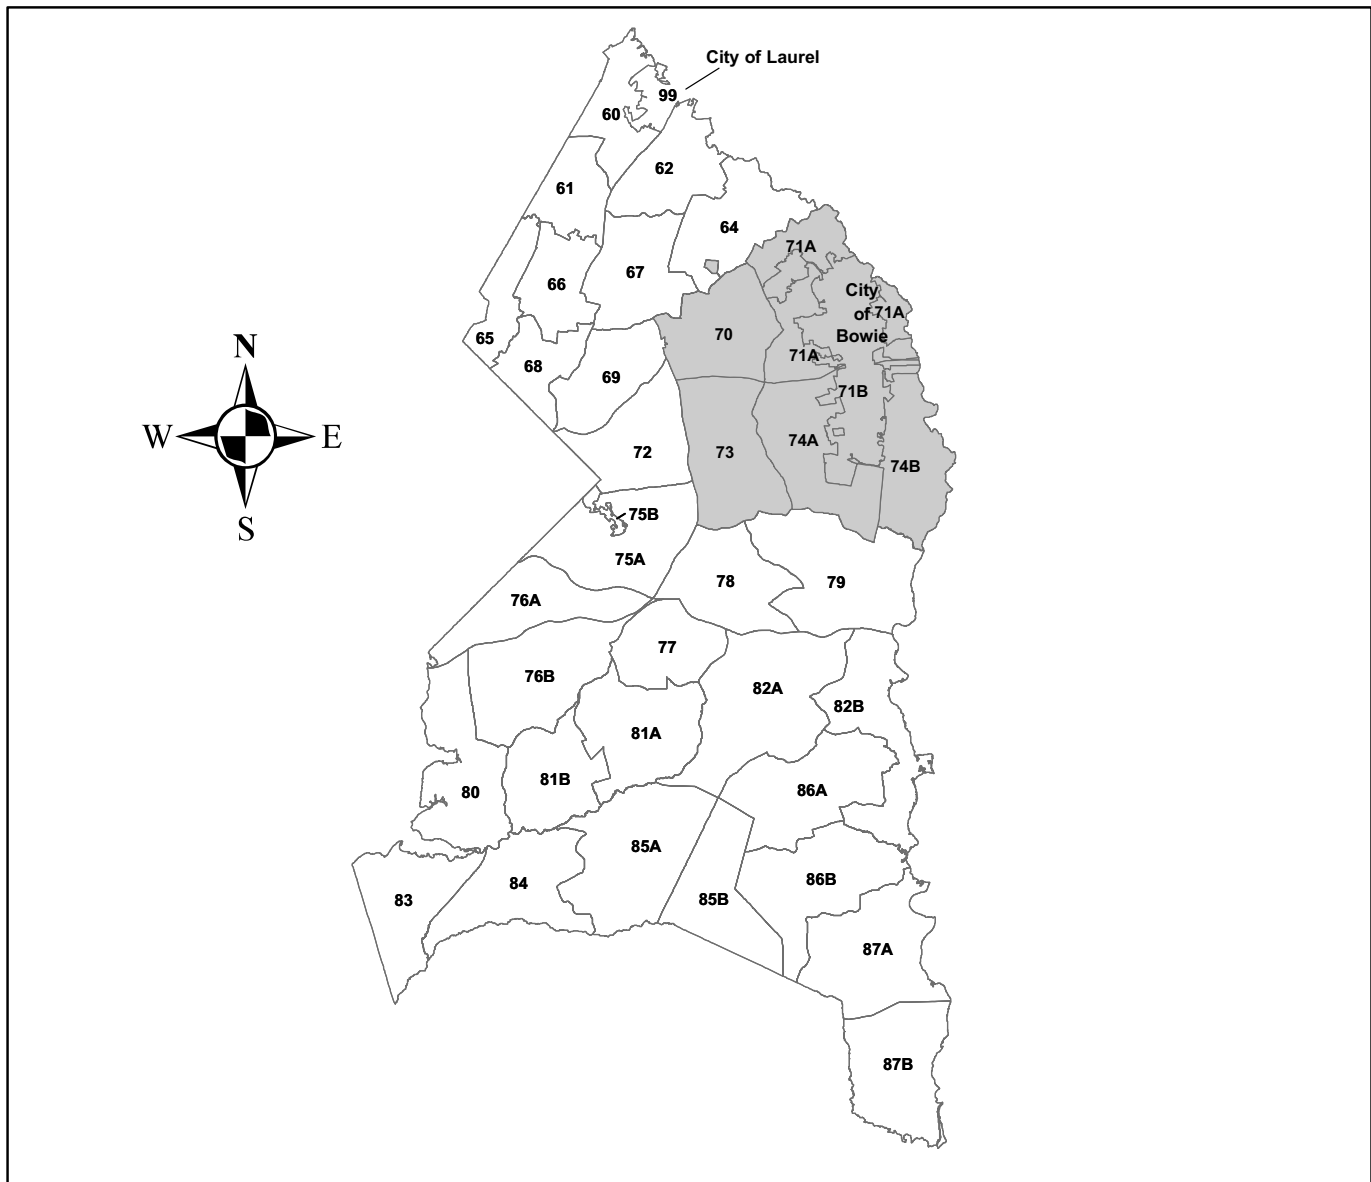 City of Laurel
99
60
62
61
64
71A
67
66
City
of
Bowie
71A
70
65
71A
68
69
71B
74A
72
73
74B
N
W
E
S
75B
75A
78
79
76A
77
76B
82A
82B
81A
81B
80
86A
85A
86B
84
83
85B
87A
87B